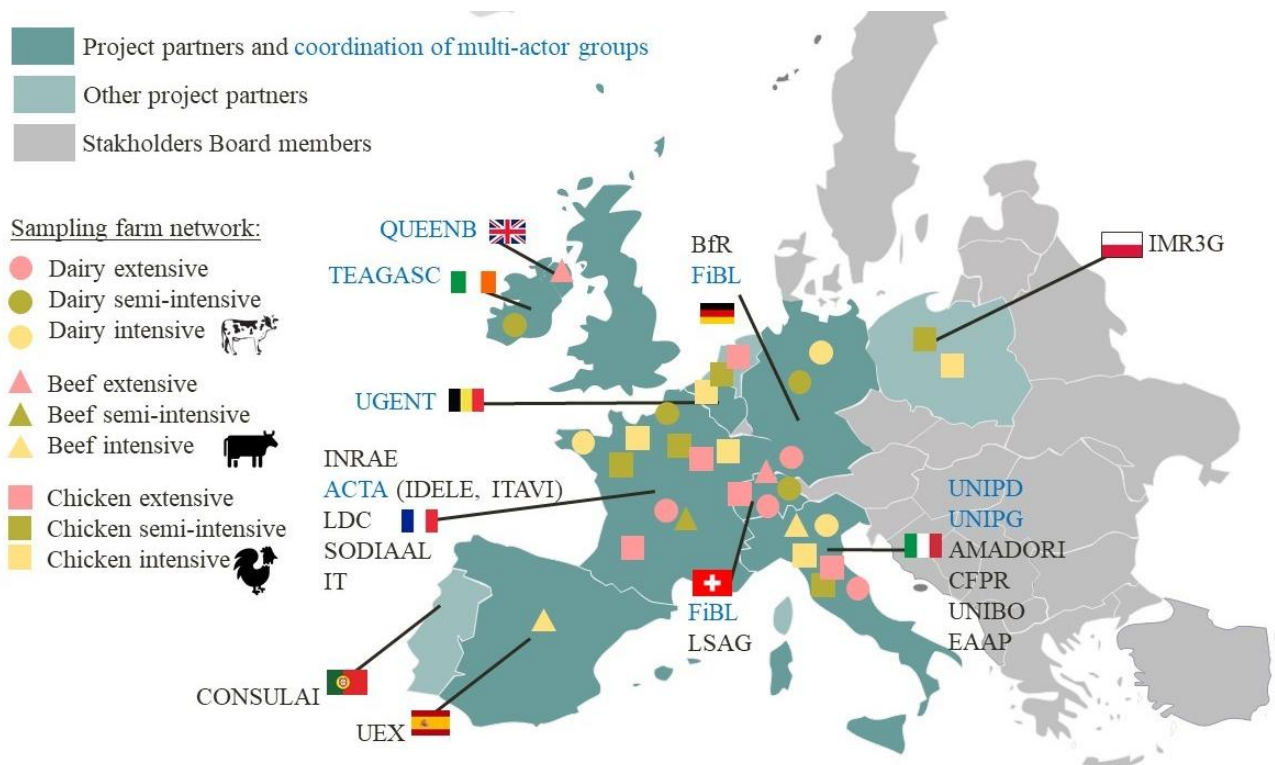 Project partners and coordination of multi-actor groups
Other project partners
Stakholders Board members
Sampling farm network:
Dairy extensive
Dairy semi-intensive
Dairy intensive
Beef extensive
Beef semi-intensive
Beef intensive
Chicken extensive
Chicken semi-intensive
Chicken intensive
QUEENB
TEAGASC
UGENT
INRAE
ACTA (IDELE, ITAVI)
LDC
SODIAAL
IT
CONSULAI
UEX
BfR
FiBL
IMR3G
FiBL
LSAG
UNIPD
UNIPG
AMADORI
CFPR
UNIBO
EAAP